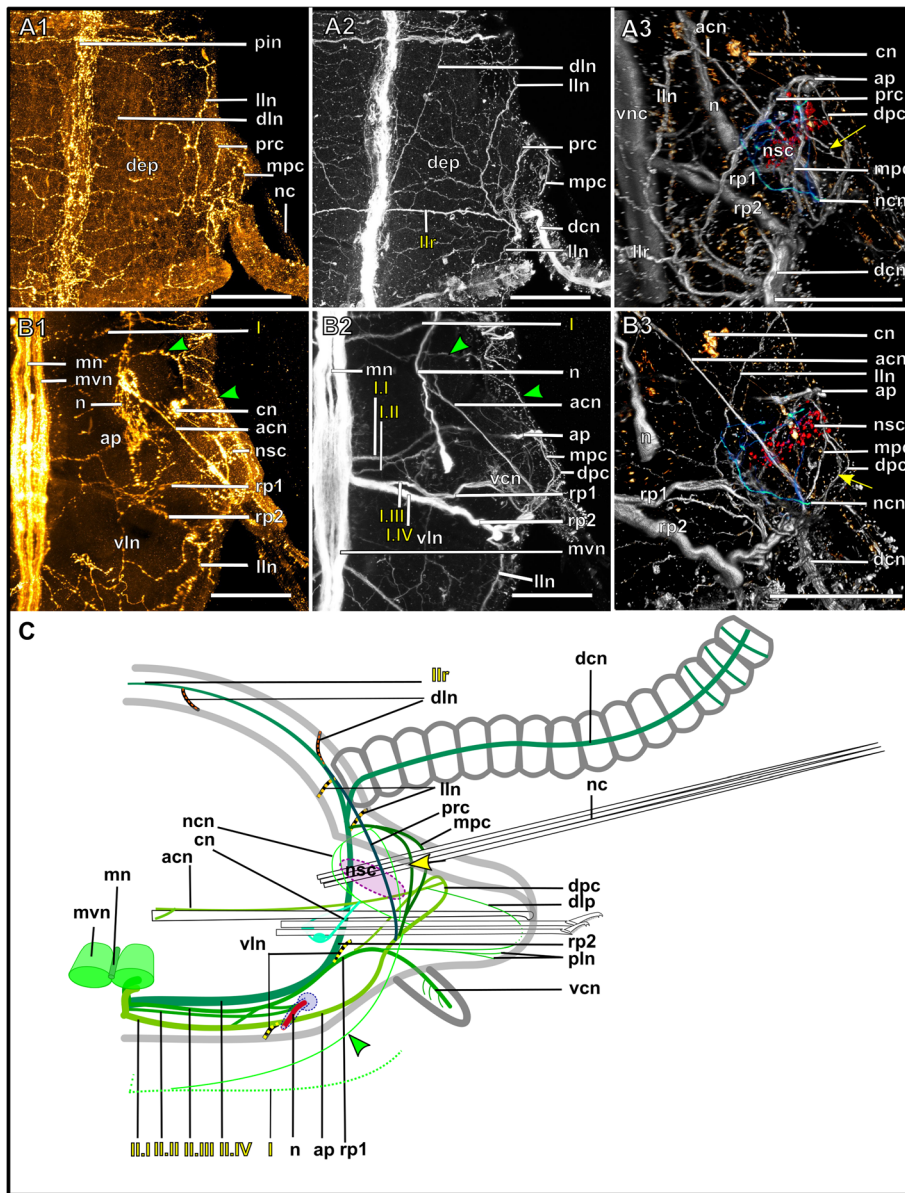 A1
pin
lln
dln
prc
dep
mpc
nc
A2
dln
lln
prc
dep
mpc
dcn
llr
lln
A3
acn
cn
ap
prc
dpc
lln
n
vnc
nsc
mpc
rp1
ncn
rp2
llr
dcn
B1
I
mn
mvn
n
cn
acn
ap
nsc
rp1
rp2
vln
lln
B2
I
mn
n
I.I
acn
I.II
ap
mpc
dpc
vcn
rp1
I.III
rp2
I.IV
vln
mvn
lln
B3
cn
acn
lln
ap
nsc
n
mpc
dpc
rp1
ncn
rp2
dcn
C
llr
dcn
dln
lln
nc
prc
ncn
mpc
cn
nsc
acn
dpc
mn
dlp
mvn
rp2
vln
pln
vcn
II.I II.II II.III II.IV I n ap rp1